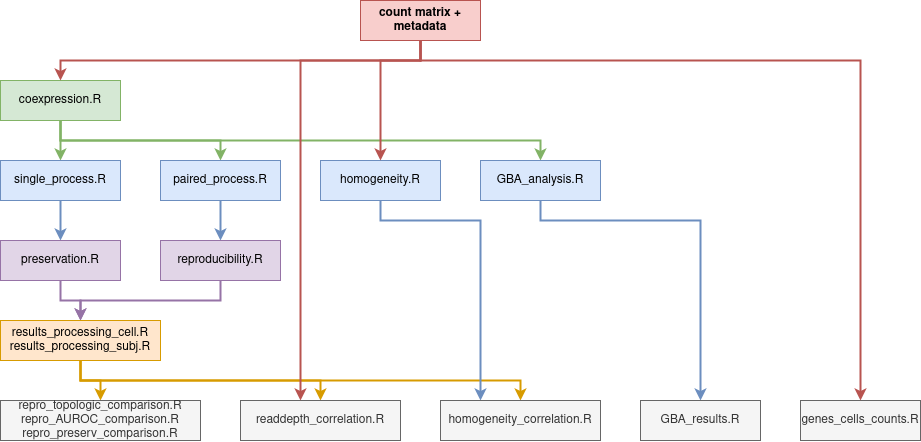 count matrix +
metadata
coexpression.R
single_process.R
paired_process.R
homogeneity.R
GBA_analysis.R
preservation.R
reproducibility.R
results_processing_cell.R
results_processing_subj.R
repro_topologic_comparison.R
repro_AUROC_comparison.R
repro_preserv_comparison.R
readdepth_correlation.R
homogeneity_correlation.R
GBA_results.R
genes_cells_counts.R